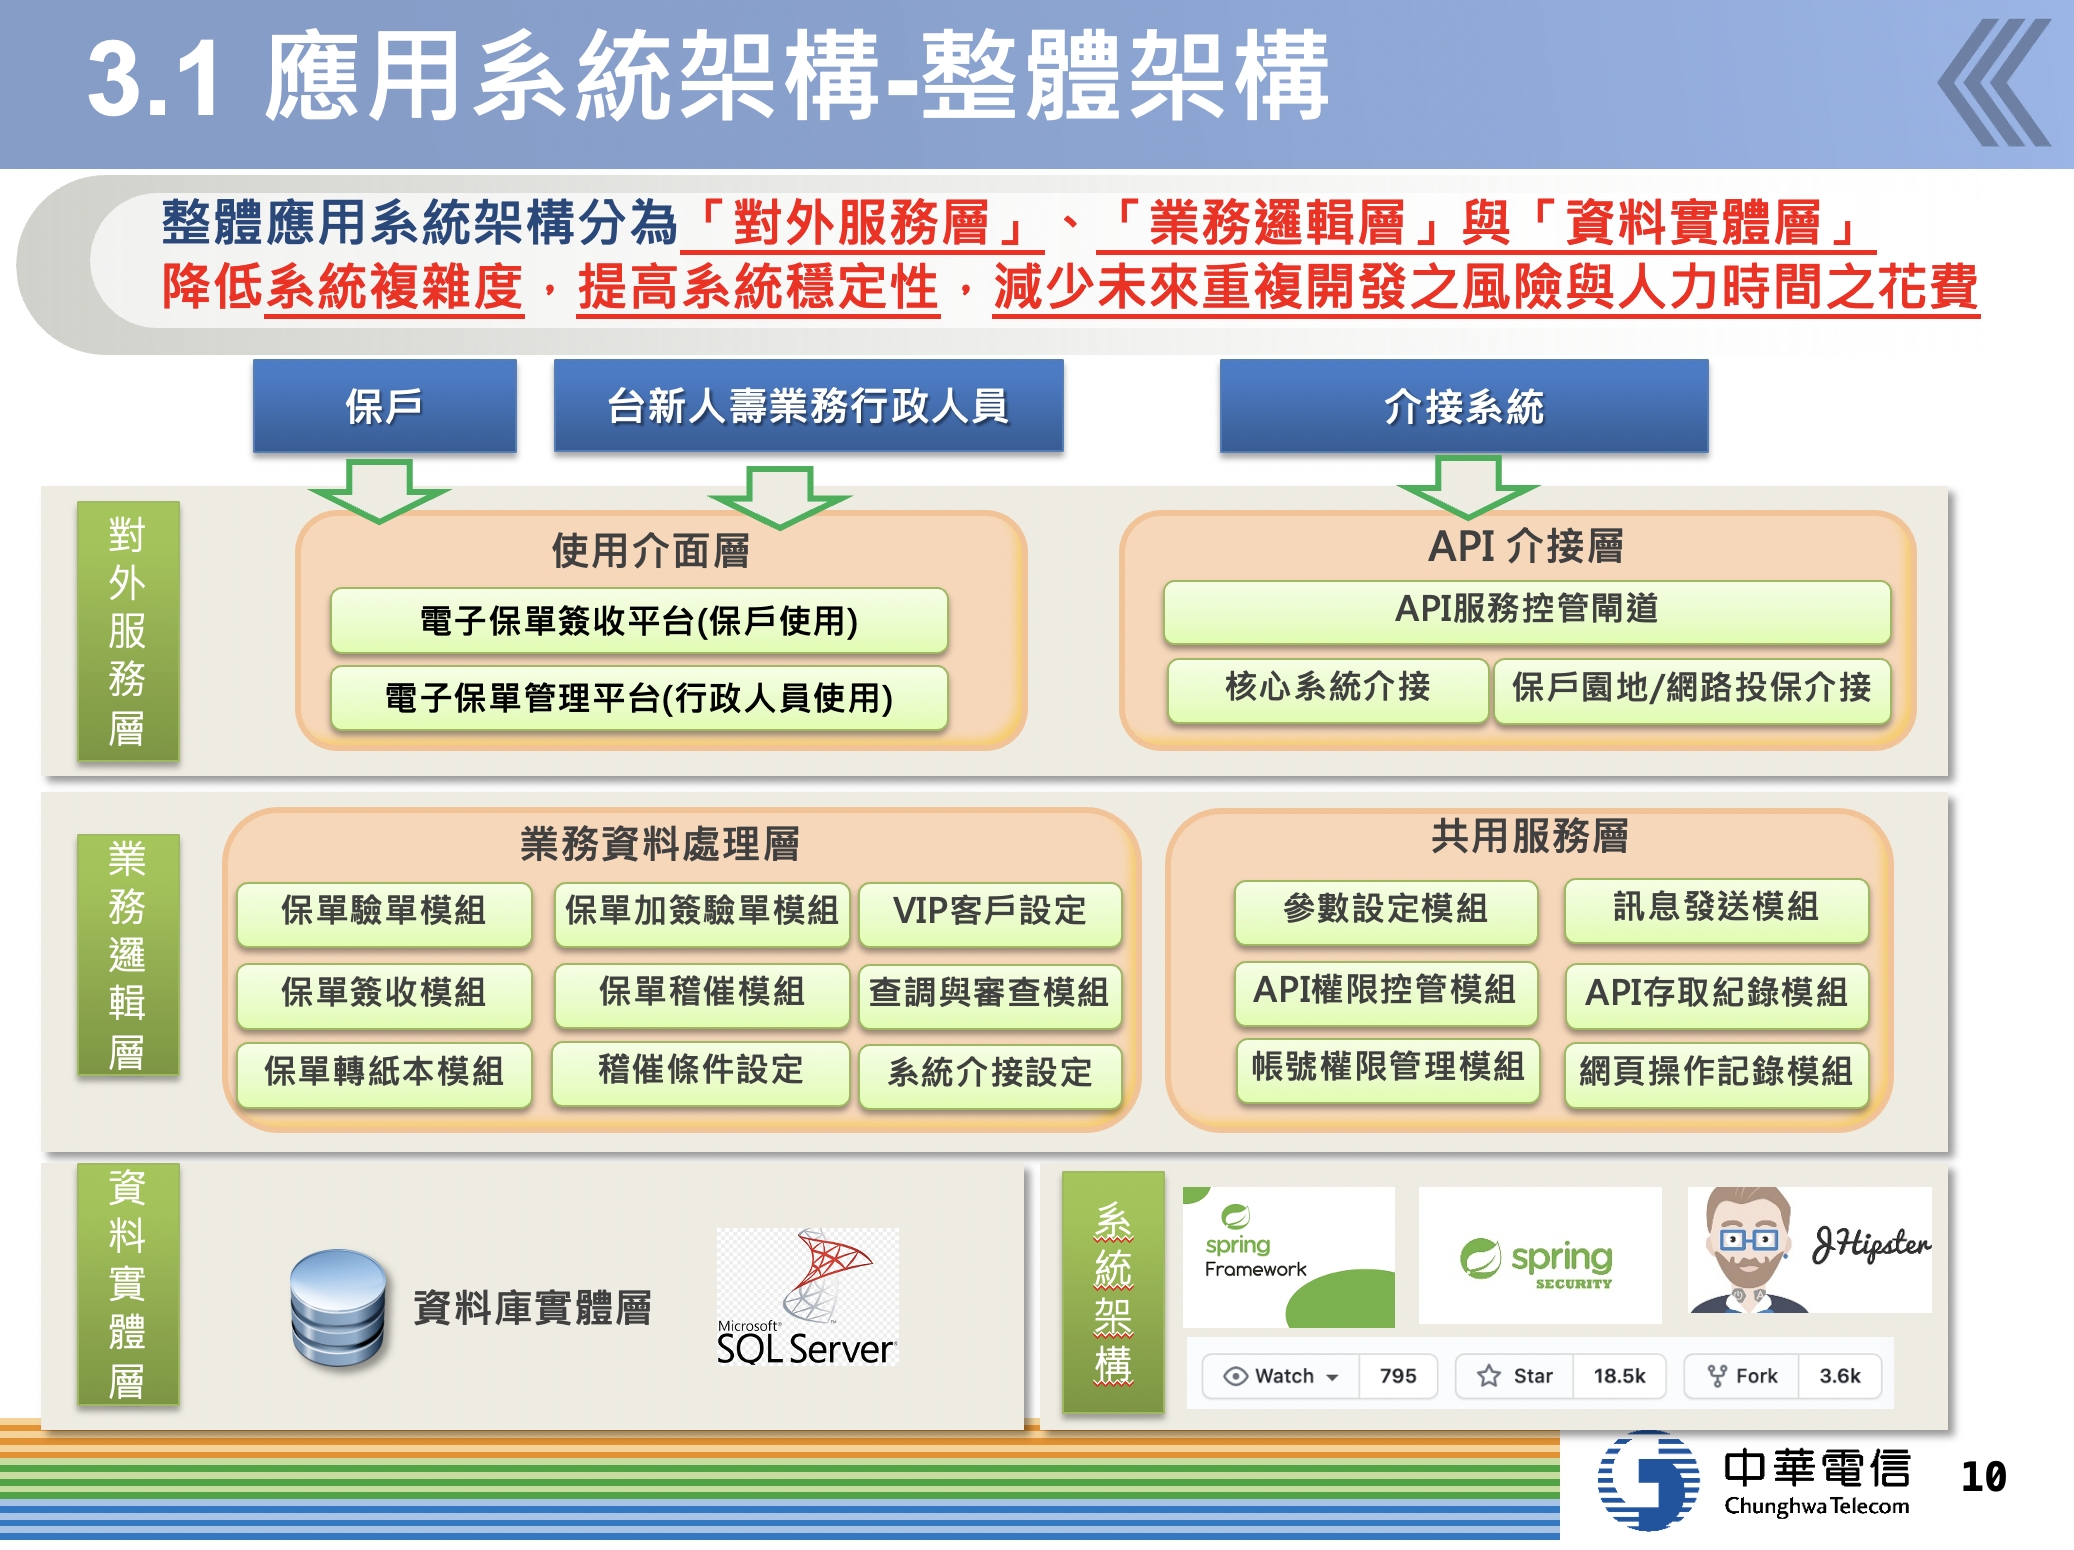 3.1 應用系統架構-整體架構
整體應用系統架構分為「對外服務層」、「業務邏輯層」與「資料實體層」
降低系統複雜度，提高系統穩定性，減少未來重複開發之風險與人力時間之花費
保戶
台新人壽業務行政人員
介接系統
對外服務層
使用介面層
電子保單簽收平台(保戶使用)
電子保單管理平台(行政人員使用)
API 介接層
API服務控管閘道
核心系統介接
保戶園地/網路投保介接
業務邏輯層
業務資料處理層
保單驗單模組
保單加簽驗單模組
VIP客戶設定
保單簽收模組
保單稽催模組
查調與審查模組
保單轉紙本模組
稽催條件設定
系統介接設定
共用服務層
參數設定模組
訊息發送模組
API權限控管模組
API存取紀錄模組
帳號權限管理模組
網頁操作記錄模組
資料實體層
資料庫實體層
Microsoft
SQL Server
系統架構
spring
Framework
spring
SECURITY
JHipster
Watch 795
Star 18.5k
Fork 3.6k
中華電信
Chunghwa Telecom
10